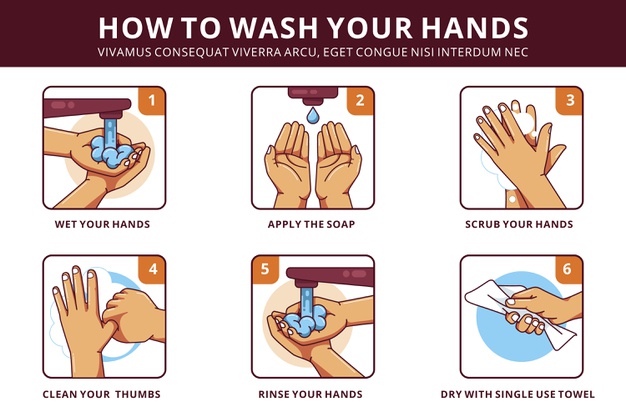 HOW TO WASH YOUR HANDS
VIVAMUS CONSEQUAT VIVERRA ARCU, EGET CONGUE NISI INTERDUM NEC
1
WET YOUR HANDS
2
APPLY THE SOAP
3
SCRUB YOUR HANDS
4
CLEAN YOUR THUMBS
5
RINSE YOUR HANDS
6
DRY WITH SINGLE USE TOWEL